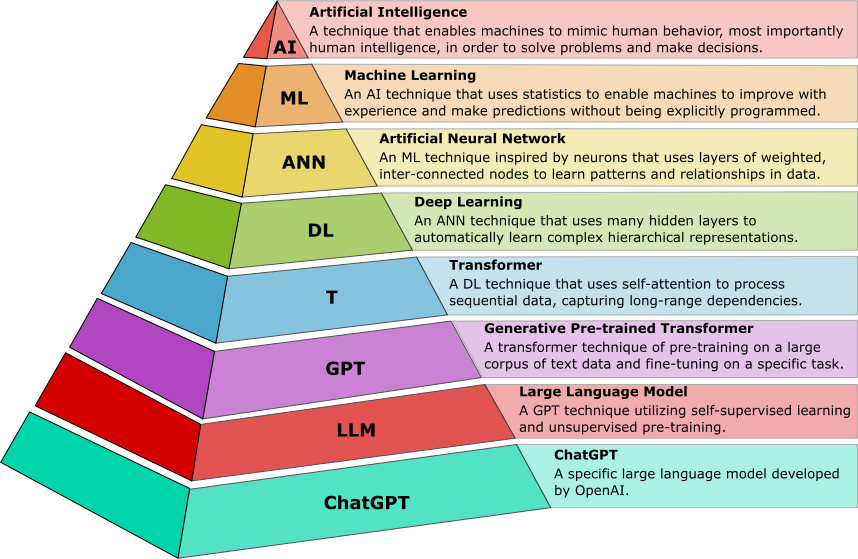 Artificial Intelligence
A technique that enables machines to mimic human behavior, most importantly
human intelligence, in order to solve problems and make decisions.
AI
Machine Learning
An AI technique that uses statistics to enable machines to improve with
experience and make predictions without being explicitly programmed.
ML
Artificial Neural Network
An ML technique inspired by neurons that uses layers of weighted,
inter-connected nodes to learn patterns and relationships in data.
ANN
Deep Learning
An ANN technique that uses many hidden layers to
automatically learn complex hierarchical representations.
DL
Transformer
A DL technique that uses self-attention to process
sequential data, capturing long-range dependencies.
T
Generative Pre-trained Transformer
A transformer technique of pre-training on a large
corpus of text data and fine-tuning on a specific task.
GPT
Large Language Model
A GPT technique utilizing self-supervised learning
and unsupervised pre-training.
LLM
ChatGPT
A specific large language model developed
by OpenAI.
ChatGPT